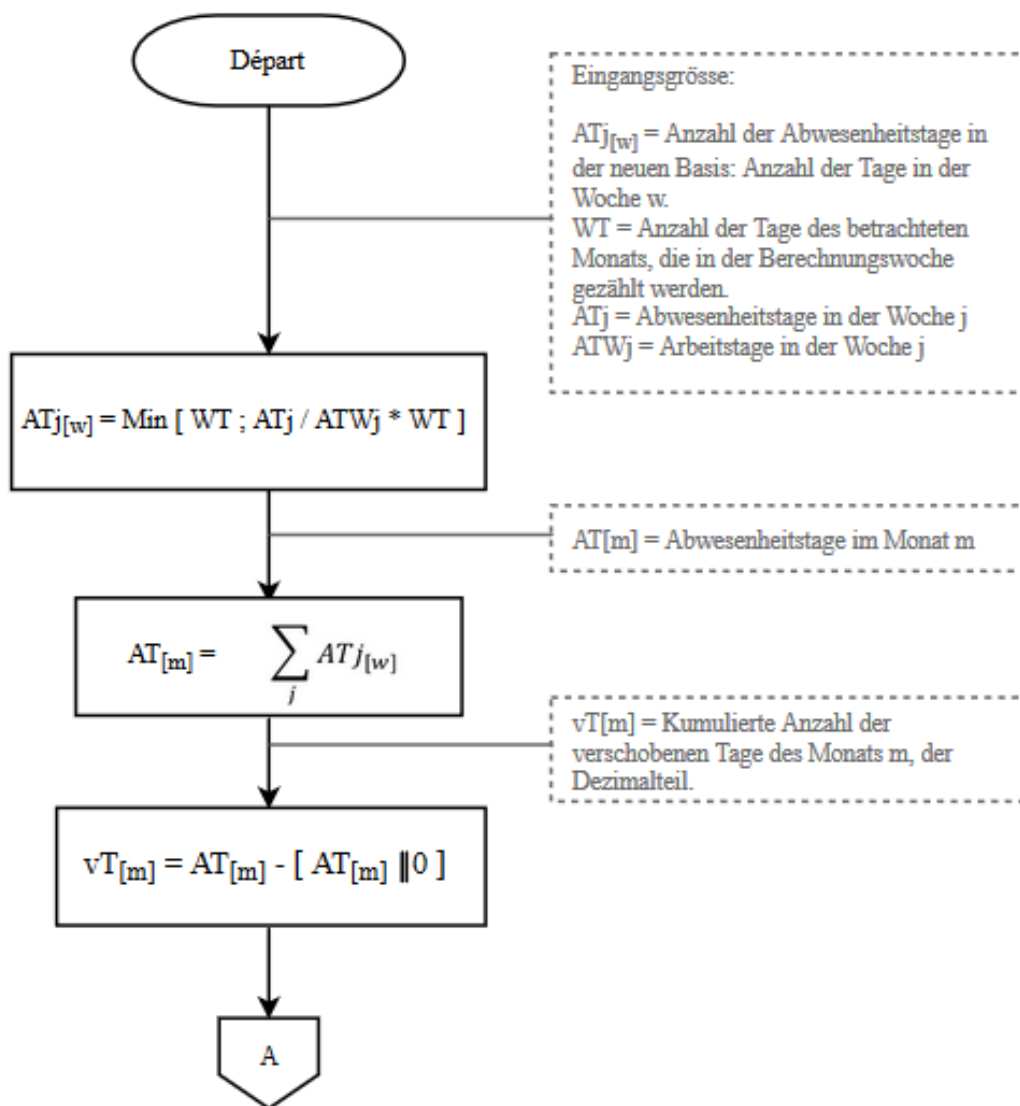 Départ
Eingangsgrösse:
ATj[w] = Anzahl der Abwesenheitstage in
der neuen Basis: Anzahl der Tage in der
Woche w.
WT = Anzahl der Tage des betrachteten
Monats, die in der Berechnungswoche
gezählt werden.
ATj = Abwesenheitstage in der Woche j
ATWj = Arbeitstage in der Woche j
ATj[w] = Min [ WT ; ATj / ATWj * WT ]
AT[m] = Abwesenheitstage im Monat m
AT[m] = ∑j ATj[w]
vT[m] = Kumulierte Anzahl der
verschobenen Tage des Monats m, der
Dezimalteil.
vT[m] = AT[m] - [ AT[m] ‖0 ]
A